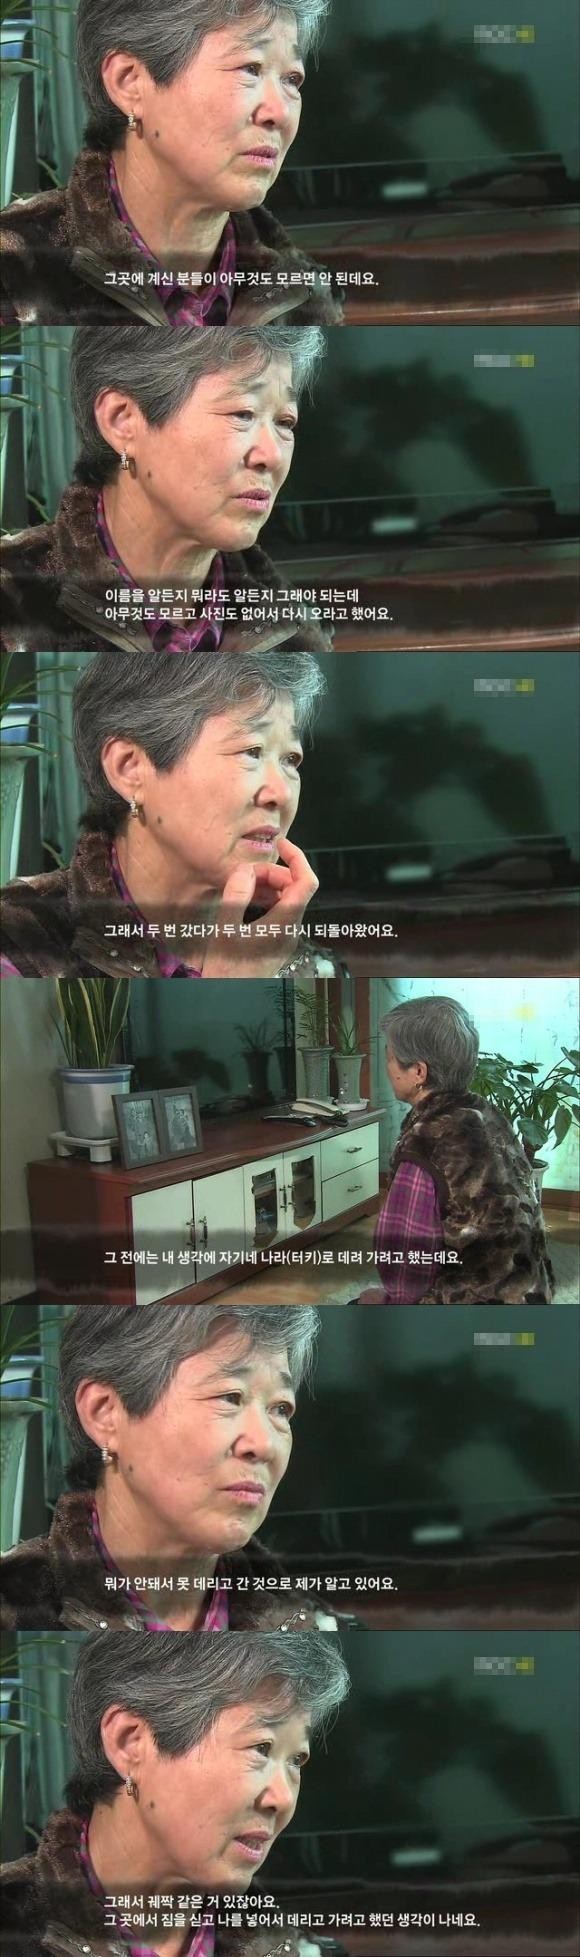 그곳에 계신 분들이 아무것도 모르면 안 된데요.
이름을 알든지 뭐라도 알든지 그래야 되는데
아무것도 모르고 사진도 없어서 다시 오라고 했어요.
그래서 두 번 갔다가 두 번 모두 다시 되돌아왔어요.
그 전에는 내 생각에 자기네 나라(터키)로 데려 가려고 했는데요.
뭐가 안돼서 못 데리고 간 것으로 제가 알고 있어요.
그래서 궤짝 같은 거 있잖아요.
그 곳에서 짐을 싣고 나를 넣어서 데리고 가려고 했던 생각이 나네요.